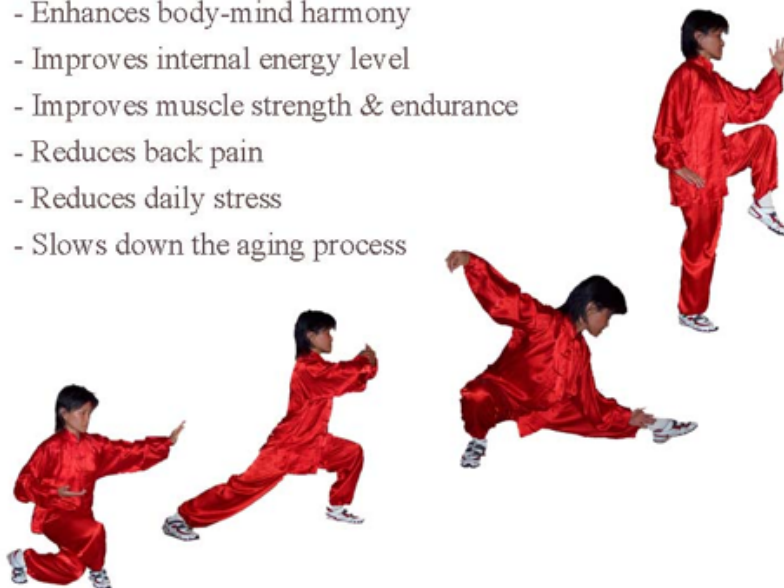 - Enhances body-mind harmony
- Improves internal energy level
- Improves muscle strength & endurance
- Reduces back pain
- Reduces daily stress
- Slows down the aging process